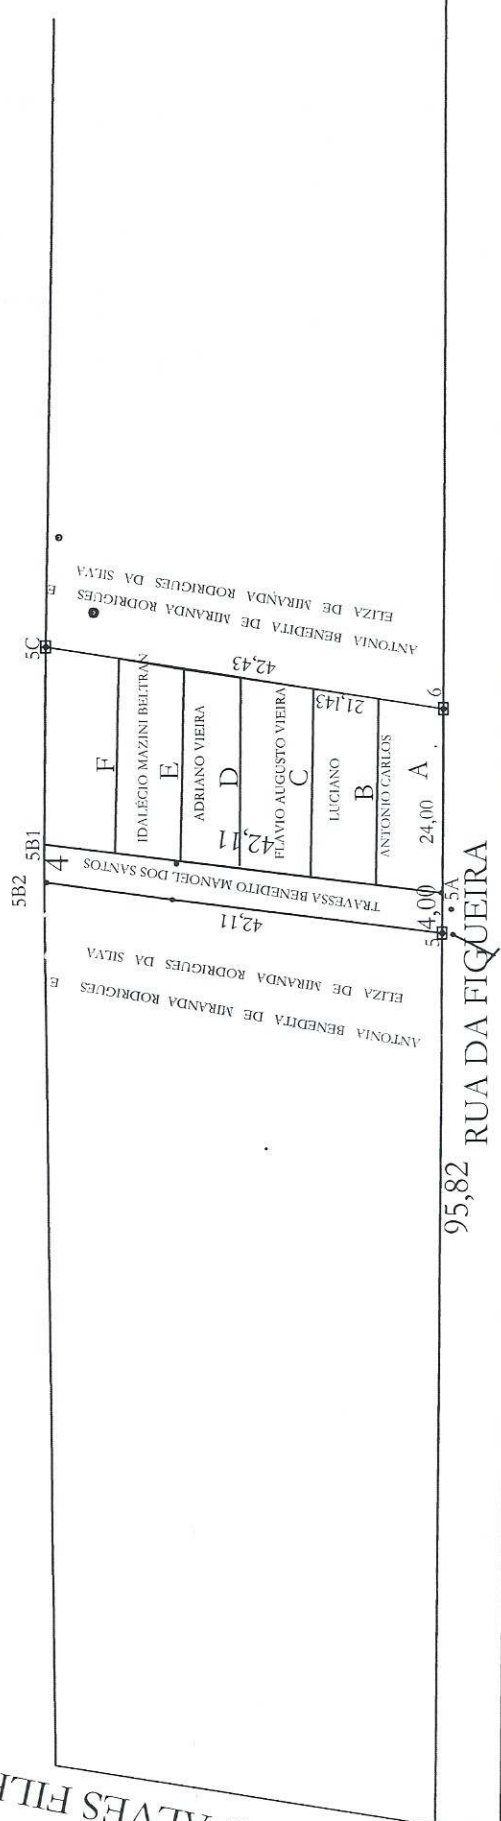 ELIZA DE MIRANDA RODRIGUES DA SILVA
ANTONIA BENEDITA DE MIRANDA RODRIGUES E
5C
42,43
6
F
IDALÉCIO MAZINI BELTRAN
E
ADRIANO VIEIRA
D
FLAVIO AUGUSTO VIEIRA
C
21,143
LUCIANO
B
ANTONIO CARLOS
A
24,00
42,11
5B1
4
5B2
TRAVESSA BENEDITO MANOEL DOS SANTOS
5A
4,00
5
42,11
ELIZA DE MIRANDA RODRIGUES DA SILVA
ANTONIA BENEDITA DE MIRANDA RODRIGUES E
RUA DA FIGUEIRA
95,82
ALVES